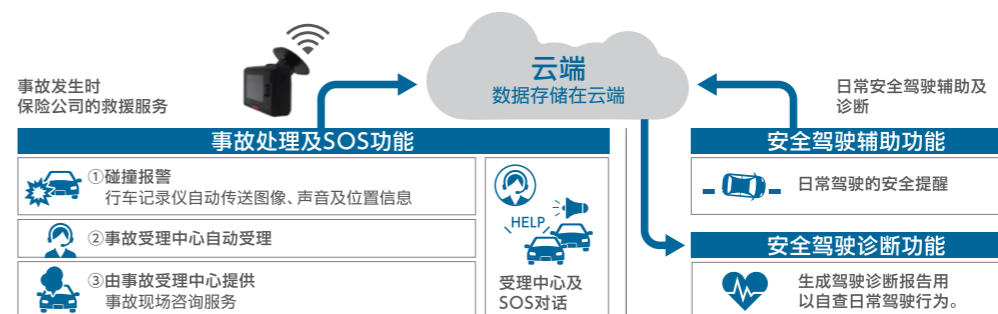 事故发生时
保险公司的救援服务
云端
数据存储在云端
日常安全驾驶辅助及
诊断
事故处理及SOS功能
①碰撞报警
行车记录仪自动传送图像、声音及位置信息
②事故受理中心自动受理
③由事故受理中心提供
事故现场咨询服务
HELP
受理中心及
SOS对话
安全驾驶辅助功能
日常驾驶的安全提醒
安全驾驶诊断功能
生成驾驶诊断报告用
以自查日常驾驶行为。